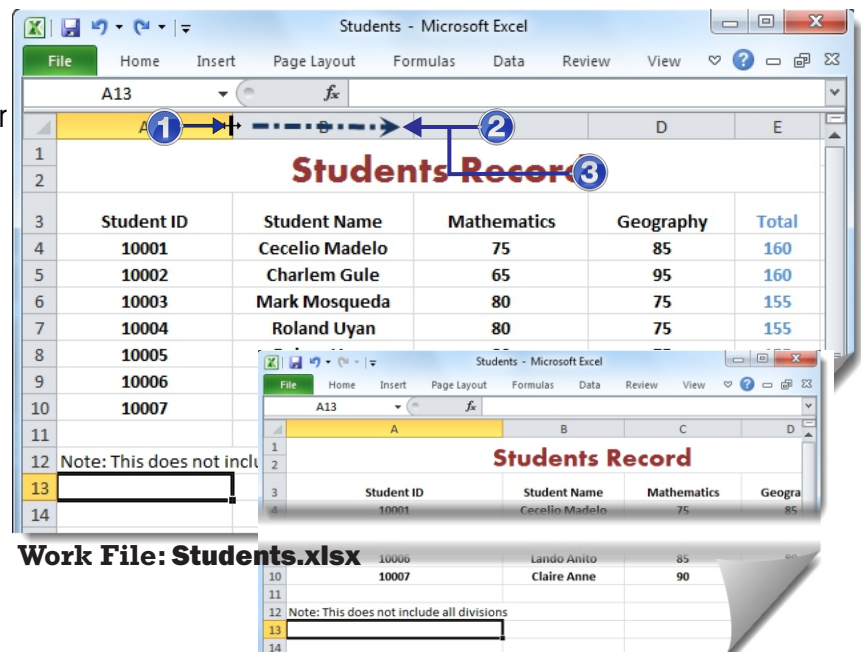 r
Students - Microsoft Excel
File Home Insert Page Layout Formulas Data Review View
A13 fx
A B D E
1 2 3
1
2
Students Record
3 Student ID Student Name Mathematics Geography Total
4 10001 Cecelio Madelo 75 85 160
5 10002 Charlem Gule 65 95 160
6 10003 Mark Mosqueda 80 75 155
7 10004 Roland Uyan 80 75 155
8 10005
9 10006
10 10007
11
12 Note: This does not inclu
13
14
Work File: Students.xlsx
Students - Microsoft Excel
File Home Insert Page Layout Formulas Data Review View
A13 fx
A B C D
1
2
Students Record
3 Student ID Student Name Mathematics Geogra
4 10001 Cecelio Madelo 75 85
10006 Lando Anito 85
10 10007 Claire Anne 90
11
12 Note: This does not include all divisions
13
14